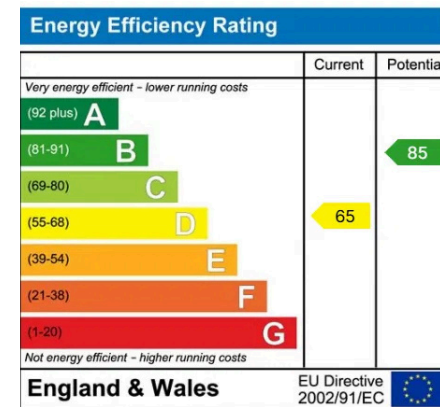 Energy Efficiency Rating
Current Potentia
Very energy efficient – lower running costs
(92 plus) A
(81-91) B 85
(69-80) C
(55-68) D 65
(39-54) E
(21-38) F
(1-20) G
Not energy efficient – higher running costs
England & Wales
EU Directive
2002/91/EC